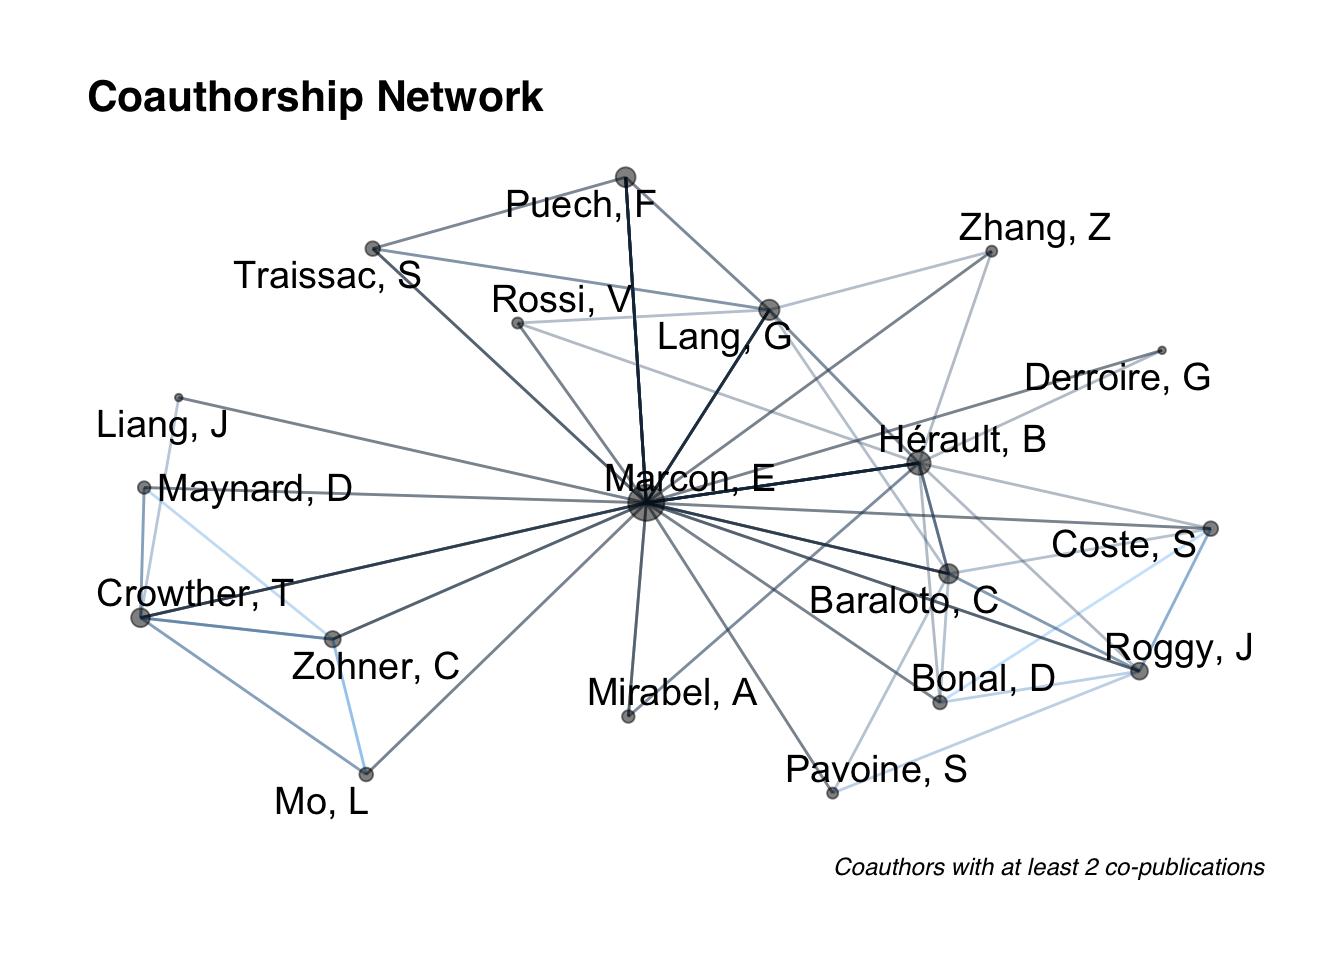 Coauthorship Network
Puech, F
Zhang, Z
Traissac, S
Rossi, V
Lang, G
Derroire, G
Liang, J
Hérault, B
Marcon, E
Maynard, D
Coste, S
Crowther, T
Baraloto, C
Roggy, J
Zohner, C
Bonal, D
Mirabel, A
Pavoine, S
Mo, L
Coauthors with at least 2 co-publications